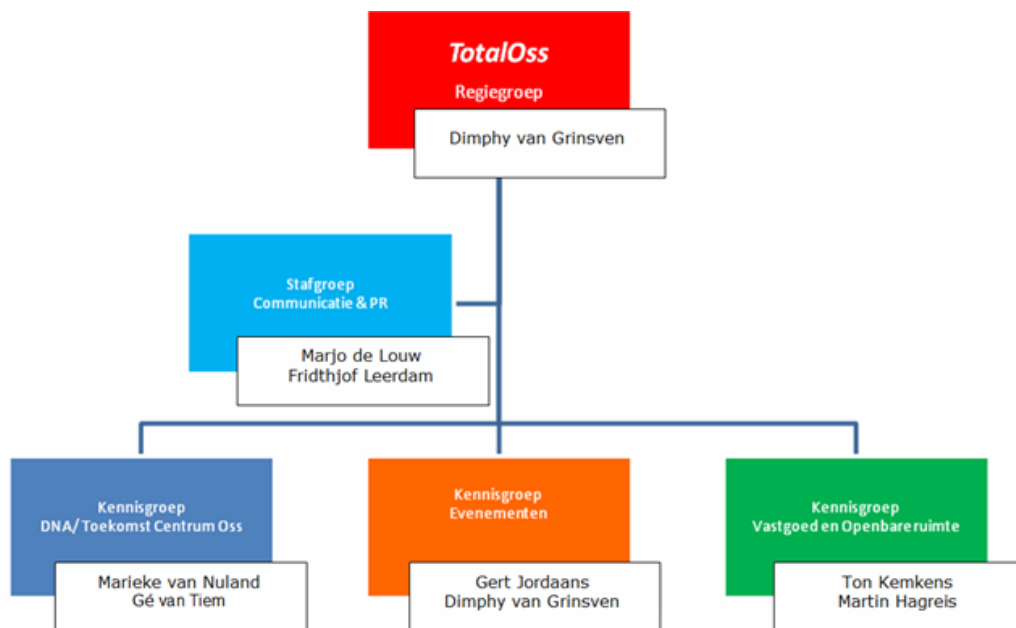 TotalOss
Regiegroep
Dimphy van Grinsven
Stafgroep
Communicatie & PR
Marjo de Louw
Fridthjof Leerdam
Kennisgroep
DNA/ Toekomst Centrum Oss
Marieke van Nuland
Gé van Tiem
Kennisgroep
Evenementen
Gert Jordaans
Dimphy van Grinsven
Kennisgroep
Vastgoed en Openbareruimte
Ton Kemkens
Martin Hagreis